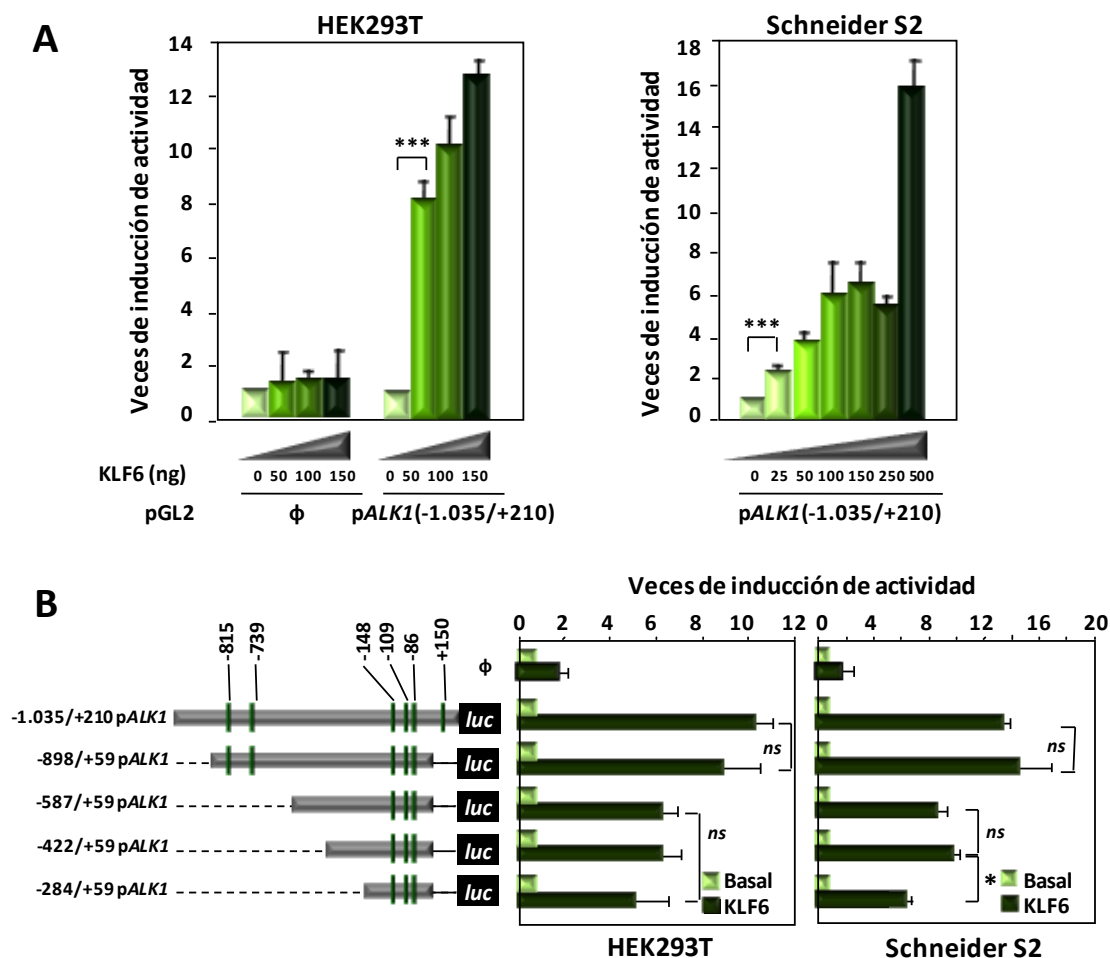 A
HEK293T
Schneider S2
Veces de inducción de actividad
14
12
10
8
6
4
2
0
***
Veces de inducción de actividad
18
16
14
12
10
8
6
4
2
0
***
KLF6 (ng)
0 50 100 150
0 50 100 150
0 25 50 100 150 250 500
pGL2
ϕ
pALK1(-1.035/+210)
pALK1(-1.035/+210)
B
Veces de inducción de actividad
-815
-739
-148
-109
-86
+150
0 2 4 6 8 10 12
0 4 8 12 16 20
ϕ
-1.035/+210 pALK1
luc
-898/+59 pALK1
luc
-587/+59 pALK1
luc
-422/+59 pALK1
luc
-284/+59 pALK1
luc
ns
ns
Basal
KLF6
ns
ns
*
Basal
KLF6
HEK293T
Schneider S2